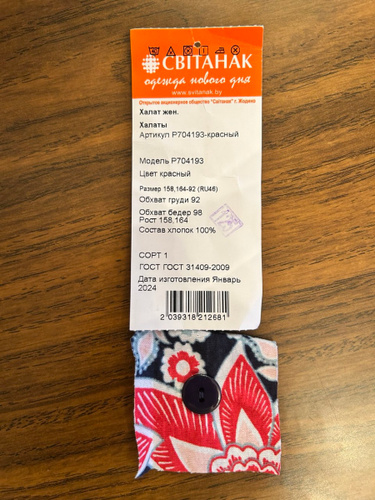 СВІТАНАК
одежда нового дня
www.svitanak.by
Открытое акционерное общество "Свiтанак" г. Жодино
Халат жен.
Халаты
Артикул Р704193-красный
Модель Р704193
Цвет красный
Размер 158,164-92 (RU46)
Обхват груди 92
Обхват бедер 98
Рост 158,164
Состав хлопок 100%
СОРТ 1
ГОСТ ГОСТ 31409-2009
Дата изготовления Январь
2024
2 039318 212681